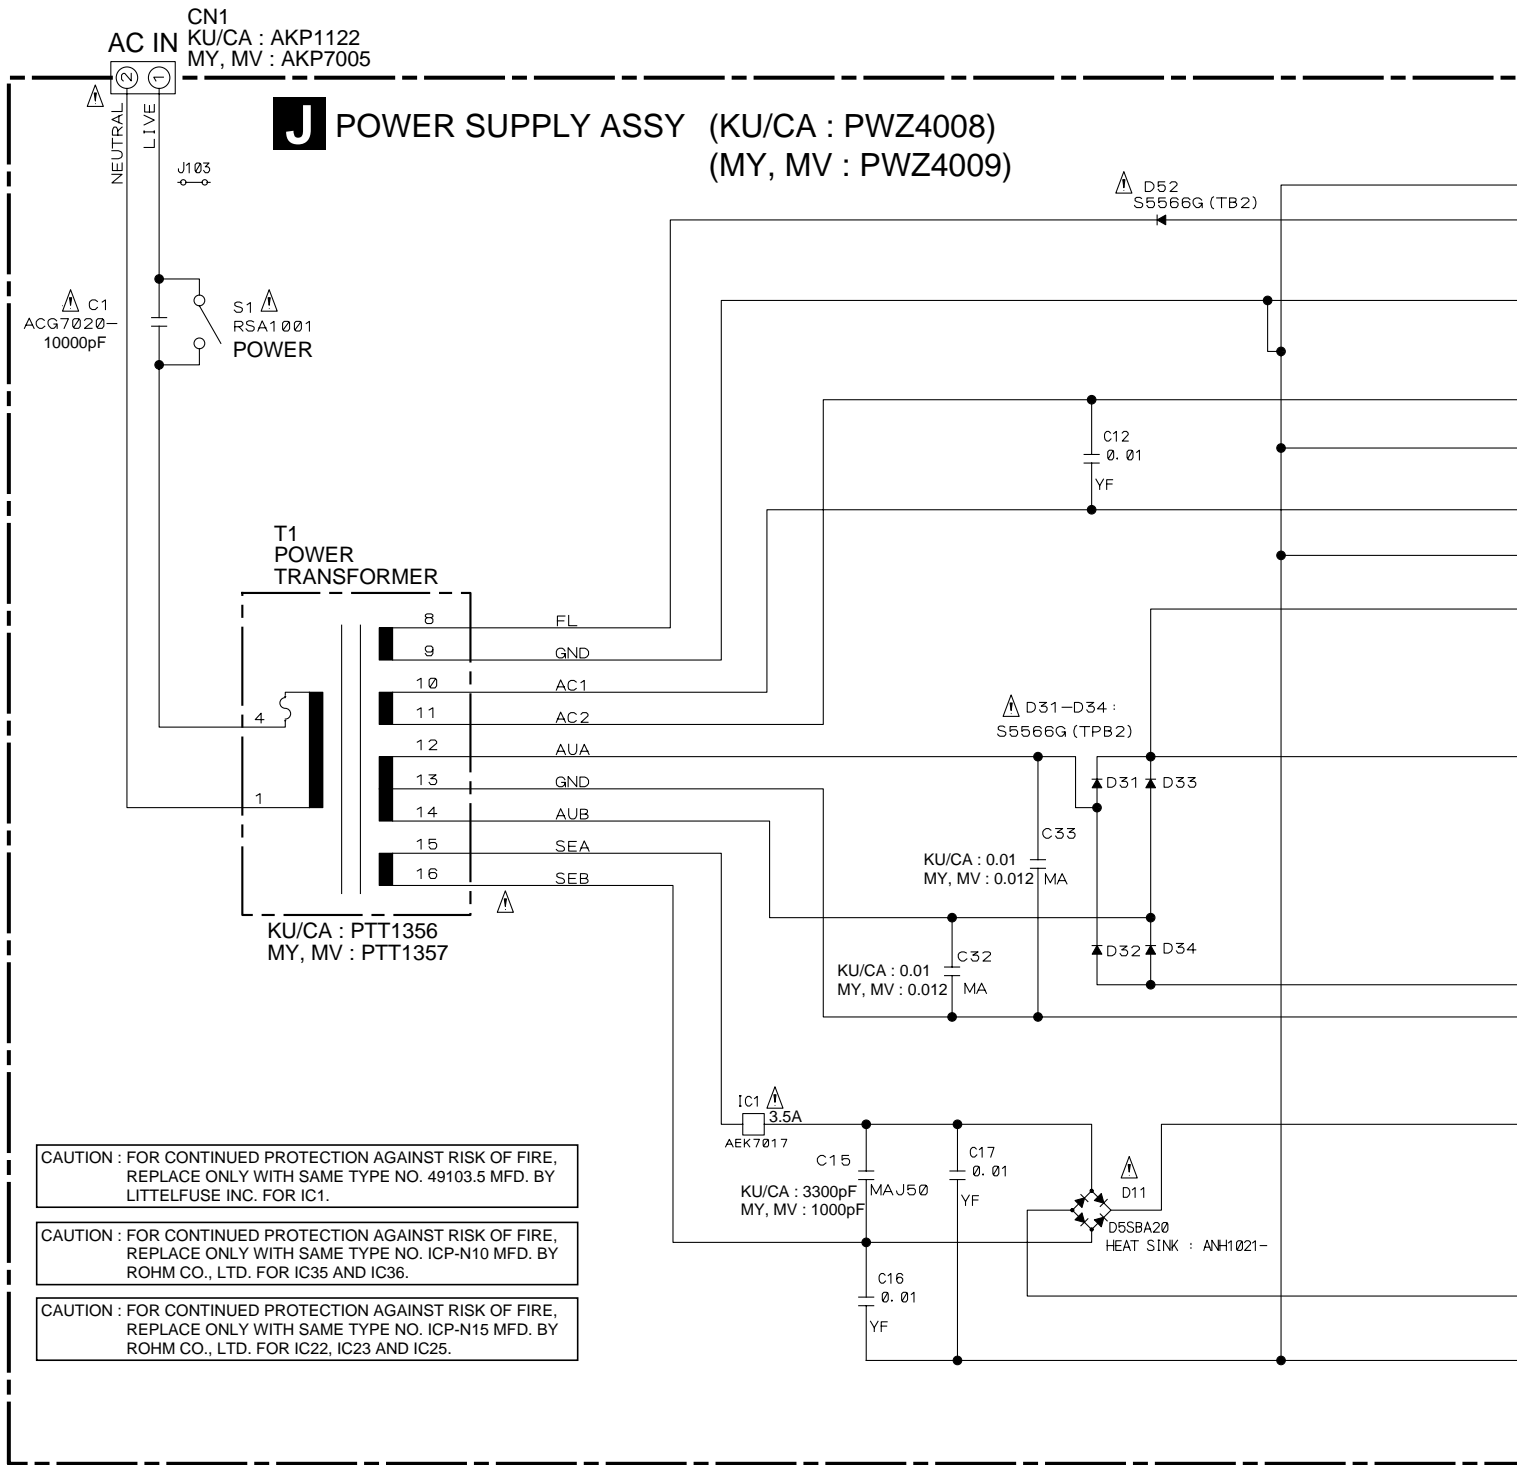 CN1
AC IN KU/CA : AKP1122
MY, MV : AKP7005
2 1
NEUTRAL
LIVE
J POWER SUPPLY ASSY (KU/CA : PWZ4008)
(MY, MV : PWZ4009)
J103
D52
S5566G (TB2)
C1
ACG7020-
10000pF
S1
RSA1001
POWER
C12
0.01
YF
T1
POWER
TRANSFORMER
8 FL
9 GND
10 AC1
11 AC2
12 AUA
13 GND
14 AUB
15 SEA
16 SEB
4
1
KU/CA : PTT1356
MY, MV : PTT1357
D31-D34 :
S5566G (TPB2)
D31 D33
C33
KU/CA : 0.01
MY, MV : 0.012 MA
D32 D34
C32
KU/CA : 0.01
MY, MV : 0.012 MA
IC1
3.5A
AEK7017
C15
KU/CA : 3300pF MAJ50
MY, MV : 1000pF
C17
0.01
YF
D11
D5SBA20
HEAT SINK : ANH1021-
C16
0.01
YF
CAUTION : FOR CONTINUED PROTECTION AGAINST RISK OF FIRE,
REPLACE ONLY WITH SAME TYPE NO. 49103.5 MFD. BY
LITTELFUSE INC. FOR IC1.
CAUTION : FOR CONTINUED PROTECTION AGAINST RISK OF FIRE,
REPLACE ONLY WITH SAME TYPE NO. ICP-N10 MFD. BY
ROHM CO., LTD. FOR IC35 AND IC36.
CAUTION : FOR CONTINUED PROTECTION AGAINST RISK OF FIRE,
REPLACE ONLY WITH SAME TYPE NO. ICP-N15 MFD. BY
ROHM CO., LTD. FOR IC22, IC23 AND IC25.